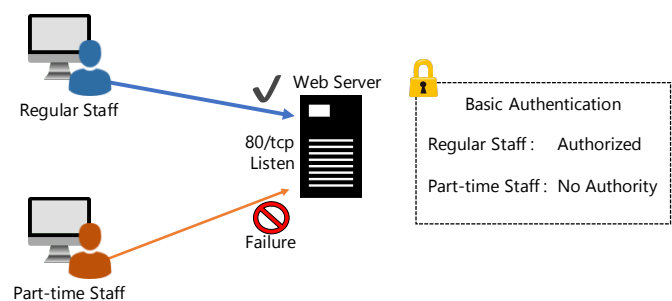 Regular Staff
Web Server
80/tcp
Listen
Failure
Part-time Staff
Basic Authentication
Regular Staff : Authorized
Part-time Staff : No Authority